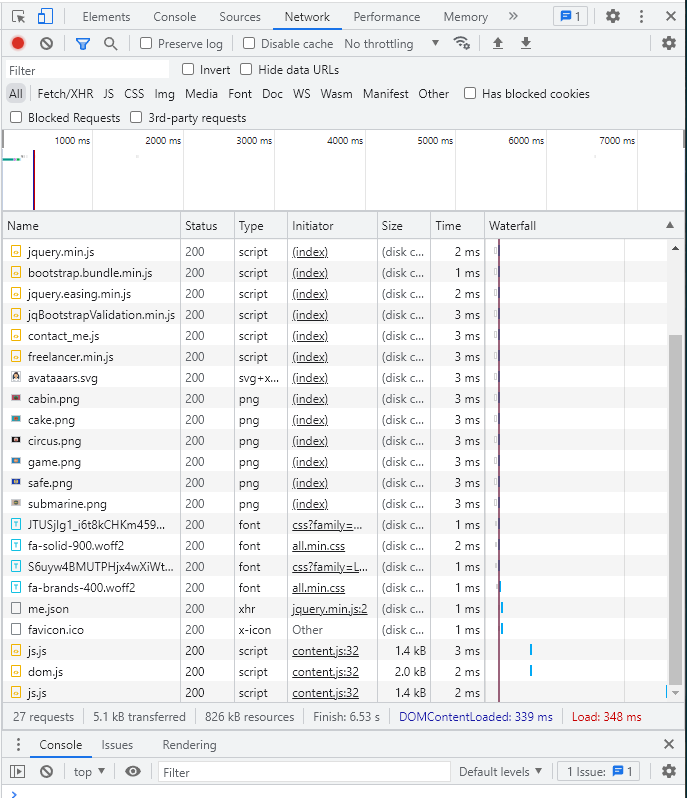 Elements Console Sources Network Performance Memory » 1
Preserve log Disable cache No throttling
Filter Invert Hide data URLs
All Fetch/XHR JS CSS Img Media Font Doc WS Wasm Manifest Other Has blocked cookies
Blocked Requests 3rd-party requests
1000 ms 2000 ms 3000 ms 4000 ms 5000 ms 6000 ms 7000 ms
Name Status Type Initiator Size Time Waterfall
jquery.min.js 200 script (index) (disk c... 2 ms
bootstrap.bundle.min.js 200 script (index) (disk c... 1 ms
jquery.easing.min.js 200 script (index) (disk c... 2 ms
jqBootstrapValidation.min.js 200 script (index) (disk c... 3 ms
contact_me.js 200 script (index) (disk c... 3 ms
freelancer.min.js 200 script (index) (disk c... 3 ms
avataaars.svg 200 svg+x... (index) (disk c... 3 ms
cabin.png 200 png (index) (disk c... 3 ms
cake.png 200 png (index) (disk c... 3 ms
circus.png 200 png (index) (disk c... 3 ms
game.png 200 png (index) (disk c... 3 ms
safe.png 200 png (index) (disk c... 3 ms
submarine.png 200 png (index) (disk c... 3 ms
JTUSjIg1_i6t8kCHKm459... 200 font css?family=... (disk c... 1 ms
fa-solid-900.woff2 200 font all.min.css (disk c... 2 ms
S6uyw4BMUTPHjx4wXiWt... 200 font css?family=L... (disk c... 1 ms
fa-brands-400.woff2 200 font all.min.css (disk c... 1 ms
me.json 200 xhr jquery.min.js:2 (disk c... 1 ms
favicon.ico 200 x-icon Other (disk c... 1 ms
js.js 200 script content.js:32 1.4 kB 3 ms
dom.js 200 script content.js:32 2.0 kB 2 ms
js.js 200 script content.js:32 1.4 kB 2 ms
27 requests 5.1 kB transferred 826 kB resources Finish: 6.53 s DOMContentLoaded: 339 ms Load: 348 ms
Console Issues Rendering
top Filter Default levels 1 Issue: 1